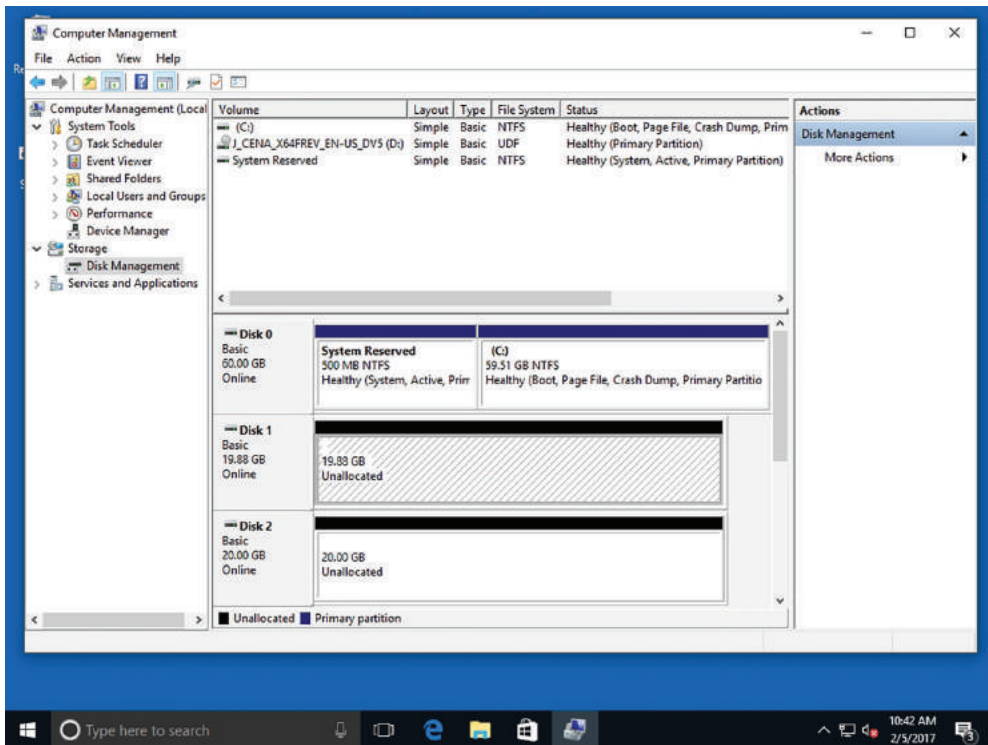 Computer Management
File Action View Help
Computer Management (Local
System Tools
Task Scheduler
Event Viewer
Shared Folders
Local Users and Groups
Performance
Device Manager
Storage
Disk Management
Services and Applications
Volume Layout Type File System Status
(C:) Simple Basic NTFS Healthy (Boot, Page File, Crash Dump, Prim
J_CENA_X64FREV_EN-US_DV5 (D:) Simple Basic UDF Healthy (Primary Partition)
System Reserved Simple Basic NTFS Healthy (System, Active, Primary Partition)
Disk 0
Basic
60.00 GB
Online
System Reserved
500 MB NTFS
Healthy (System, Active, Prim
(C:)
59.51 GB NTFS
Healthy (Boot, Page File, Crash Dump, Primary Partitio
Disk 1
Basic
19.88 GB
Online
19.88 GB
Unallocated
Disk 2
Basic
20.00 GB
Online
20.00 GB
Unallocated
Unallocated Primary partition
Actions
Disk Management
More Actions
Type here to search
10:42 AM
2/5/2017
3